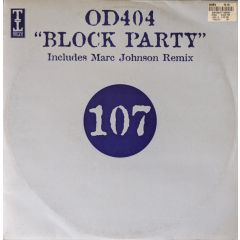 OD404
"BLOCK PARTY"
Includes Marc Johnson Remix
107